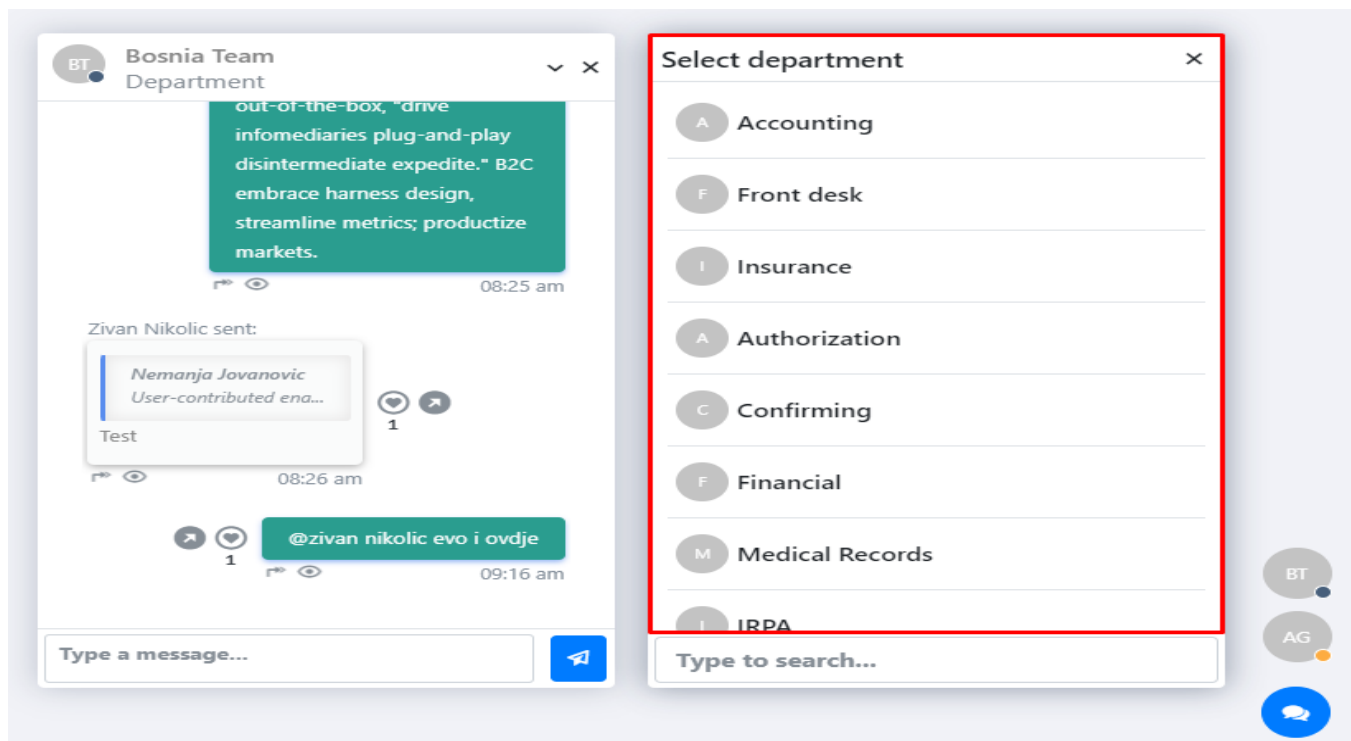 BT
Bosnia Team
Department
out-of-the-box, "drive
infomediaries plug-and-play
disintermediate expedite." B2C
embrace harness design,
streamline metrics; productize
markets.
08:25 am
Zivan Nikolic sent:
Nemanja Jovanovic
User-contributed ena...
Test
1
08:26 am
@zivan nikolic evo i ovdje
1
09:16 am
Type a message...
Select department
A Accounting
F Front desk
I Insurance
A Authorization
C Confirming
F Financial
M Medical Records
I IRPA
Type to search...
BT
AG